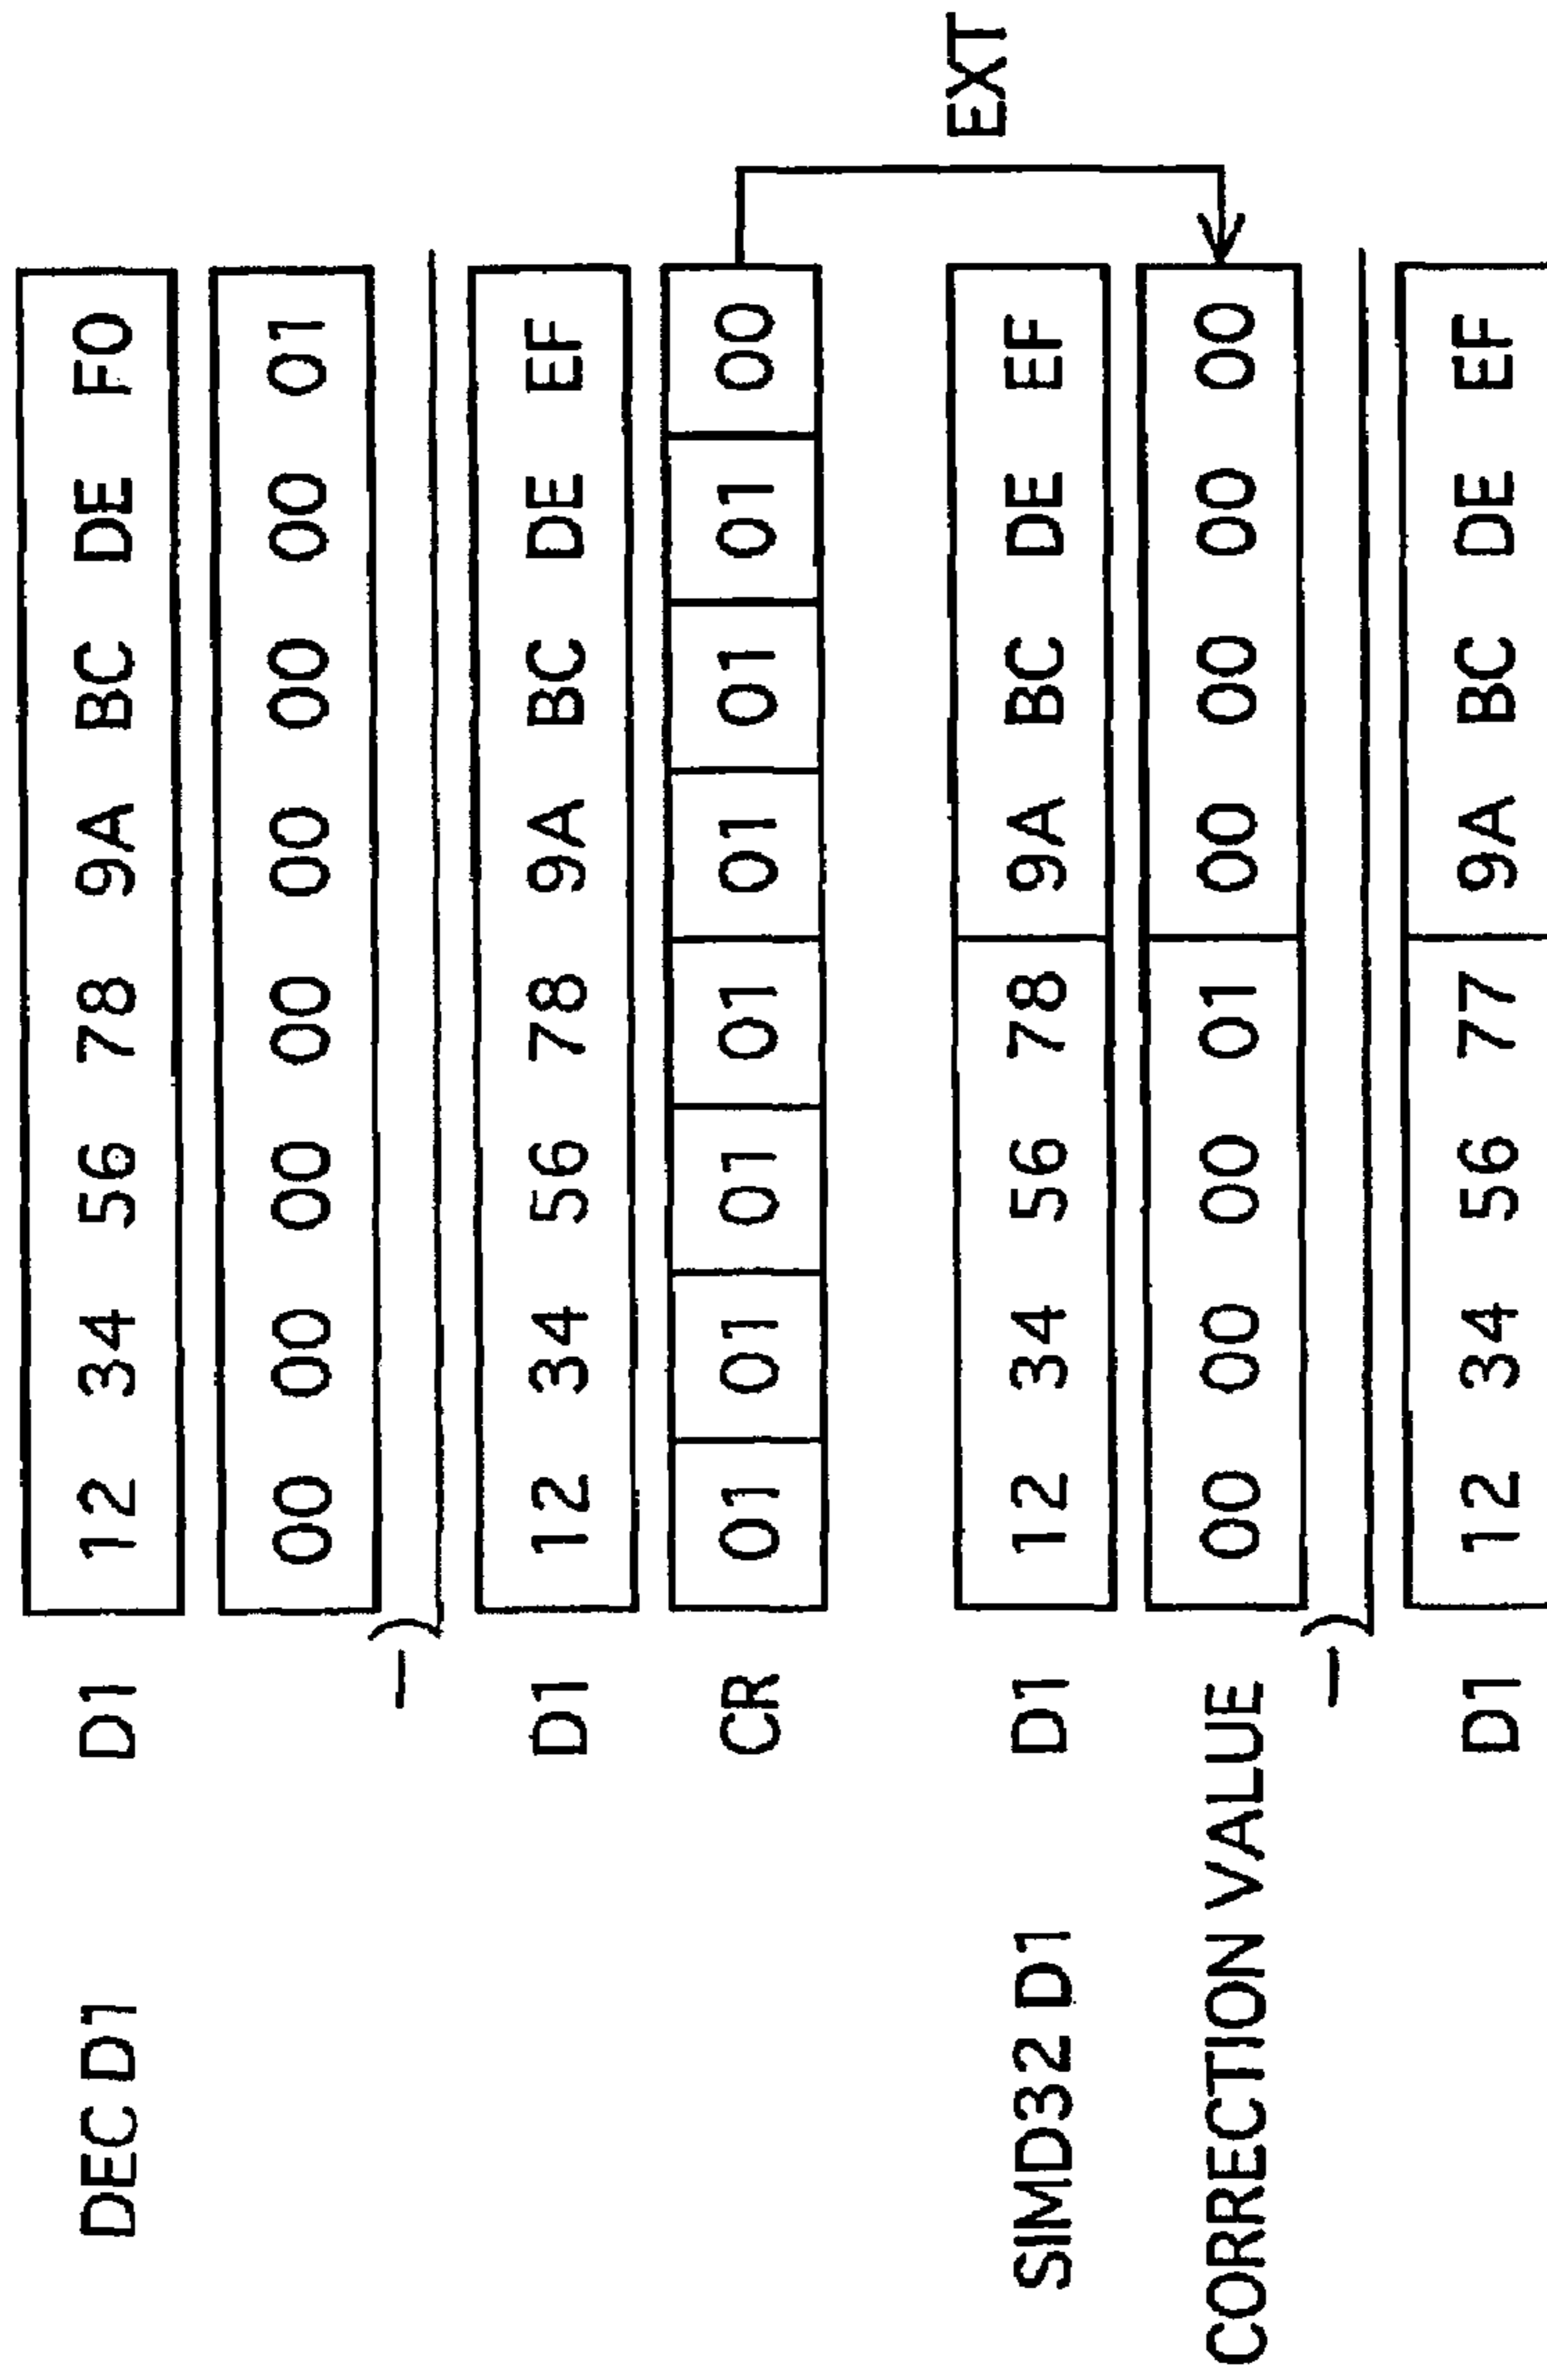 DEC D1 D1 12 34 56 78 9A BC DE F0
00 00 00 00 00 00 00 01
−)
D1 12 34 56 78 9A BC DE EF
CR 01 01 01 01 01 01 01 00
EXT
SIMD32 D1 D1 12 34 56 78 9A BC DE EF
CORRECTION VALUE 00 00 00 01 00 00 00 00
−)
D1 12 34 56 77 9A BC DE EF